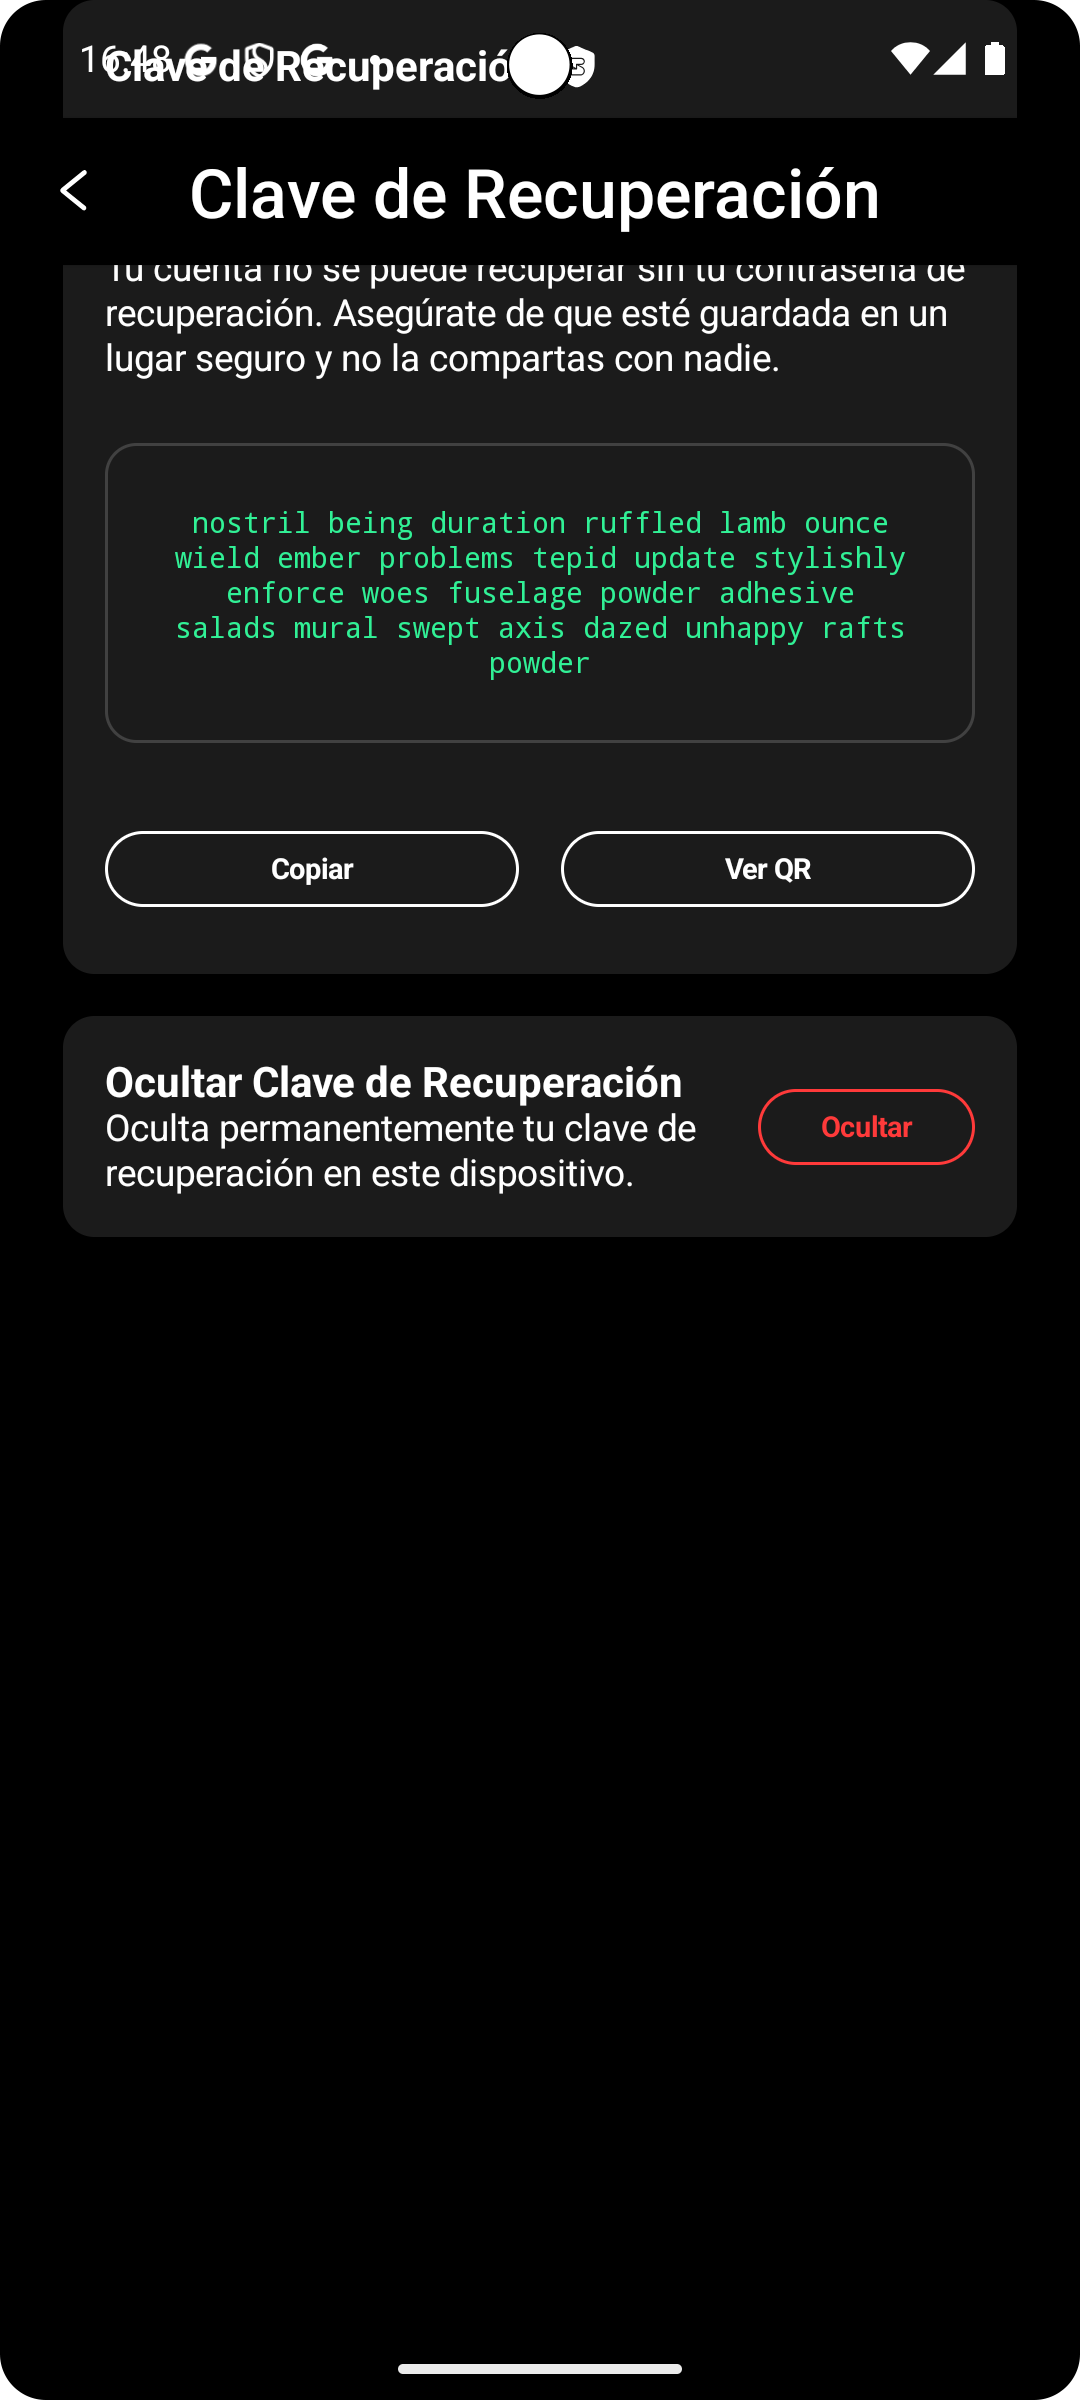 16:48
Clave de Recuperació
Clave de Recuperación
Tu cuenta no se puede recuperar sin tu contraseña de
recuperación. Asegúrate de que esté guardada en un
lugar seguro y no la compartas con nadie.
nostril being duration ruffled lamb ounce
wield ember problems tepid update stylishly
enforce woes fuselage powder adhesive
salads mural swept axis dazed unhappy rafts
powder
Copiar
Ver QR
Ocultar Clave de Recuperación
Oculta permanentemente tu clave de
recuperación en este dispositivo.
Ocultar